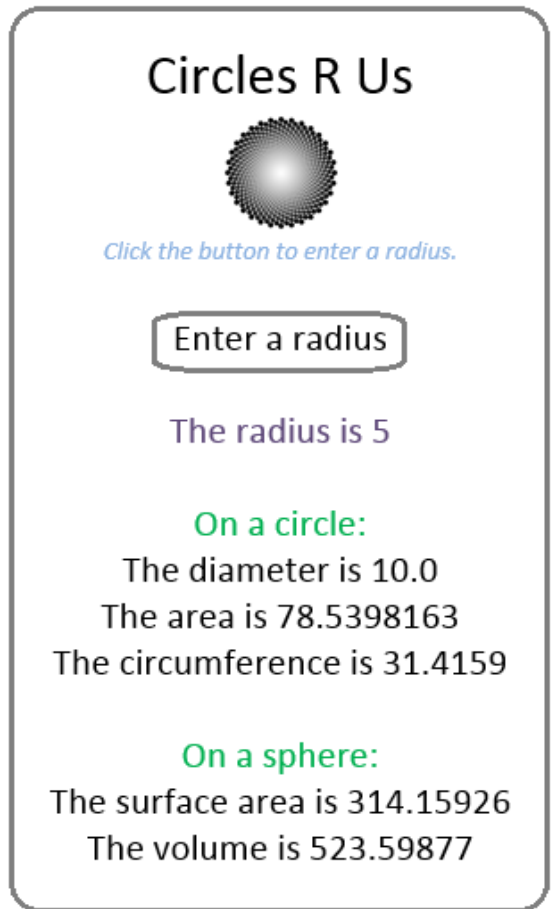 Circles R Us
Click the button to enter a radius.
Enter a radius
The radius is 5
On a circle:
The diameter is 10.0
The area is 78.5398163
The circumference is 31.4159
On a sphere:
The surface area is 314.15926
The volume is 523.59877